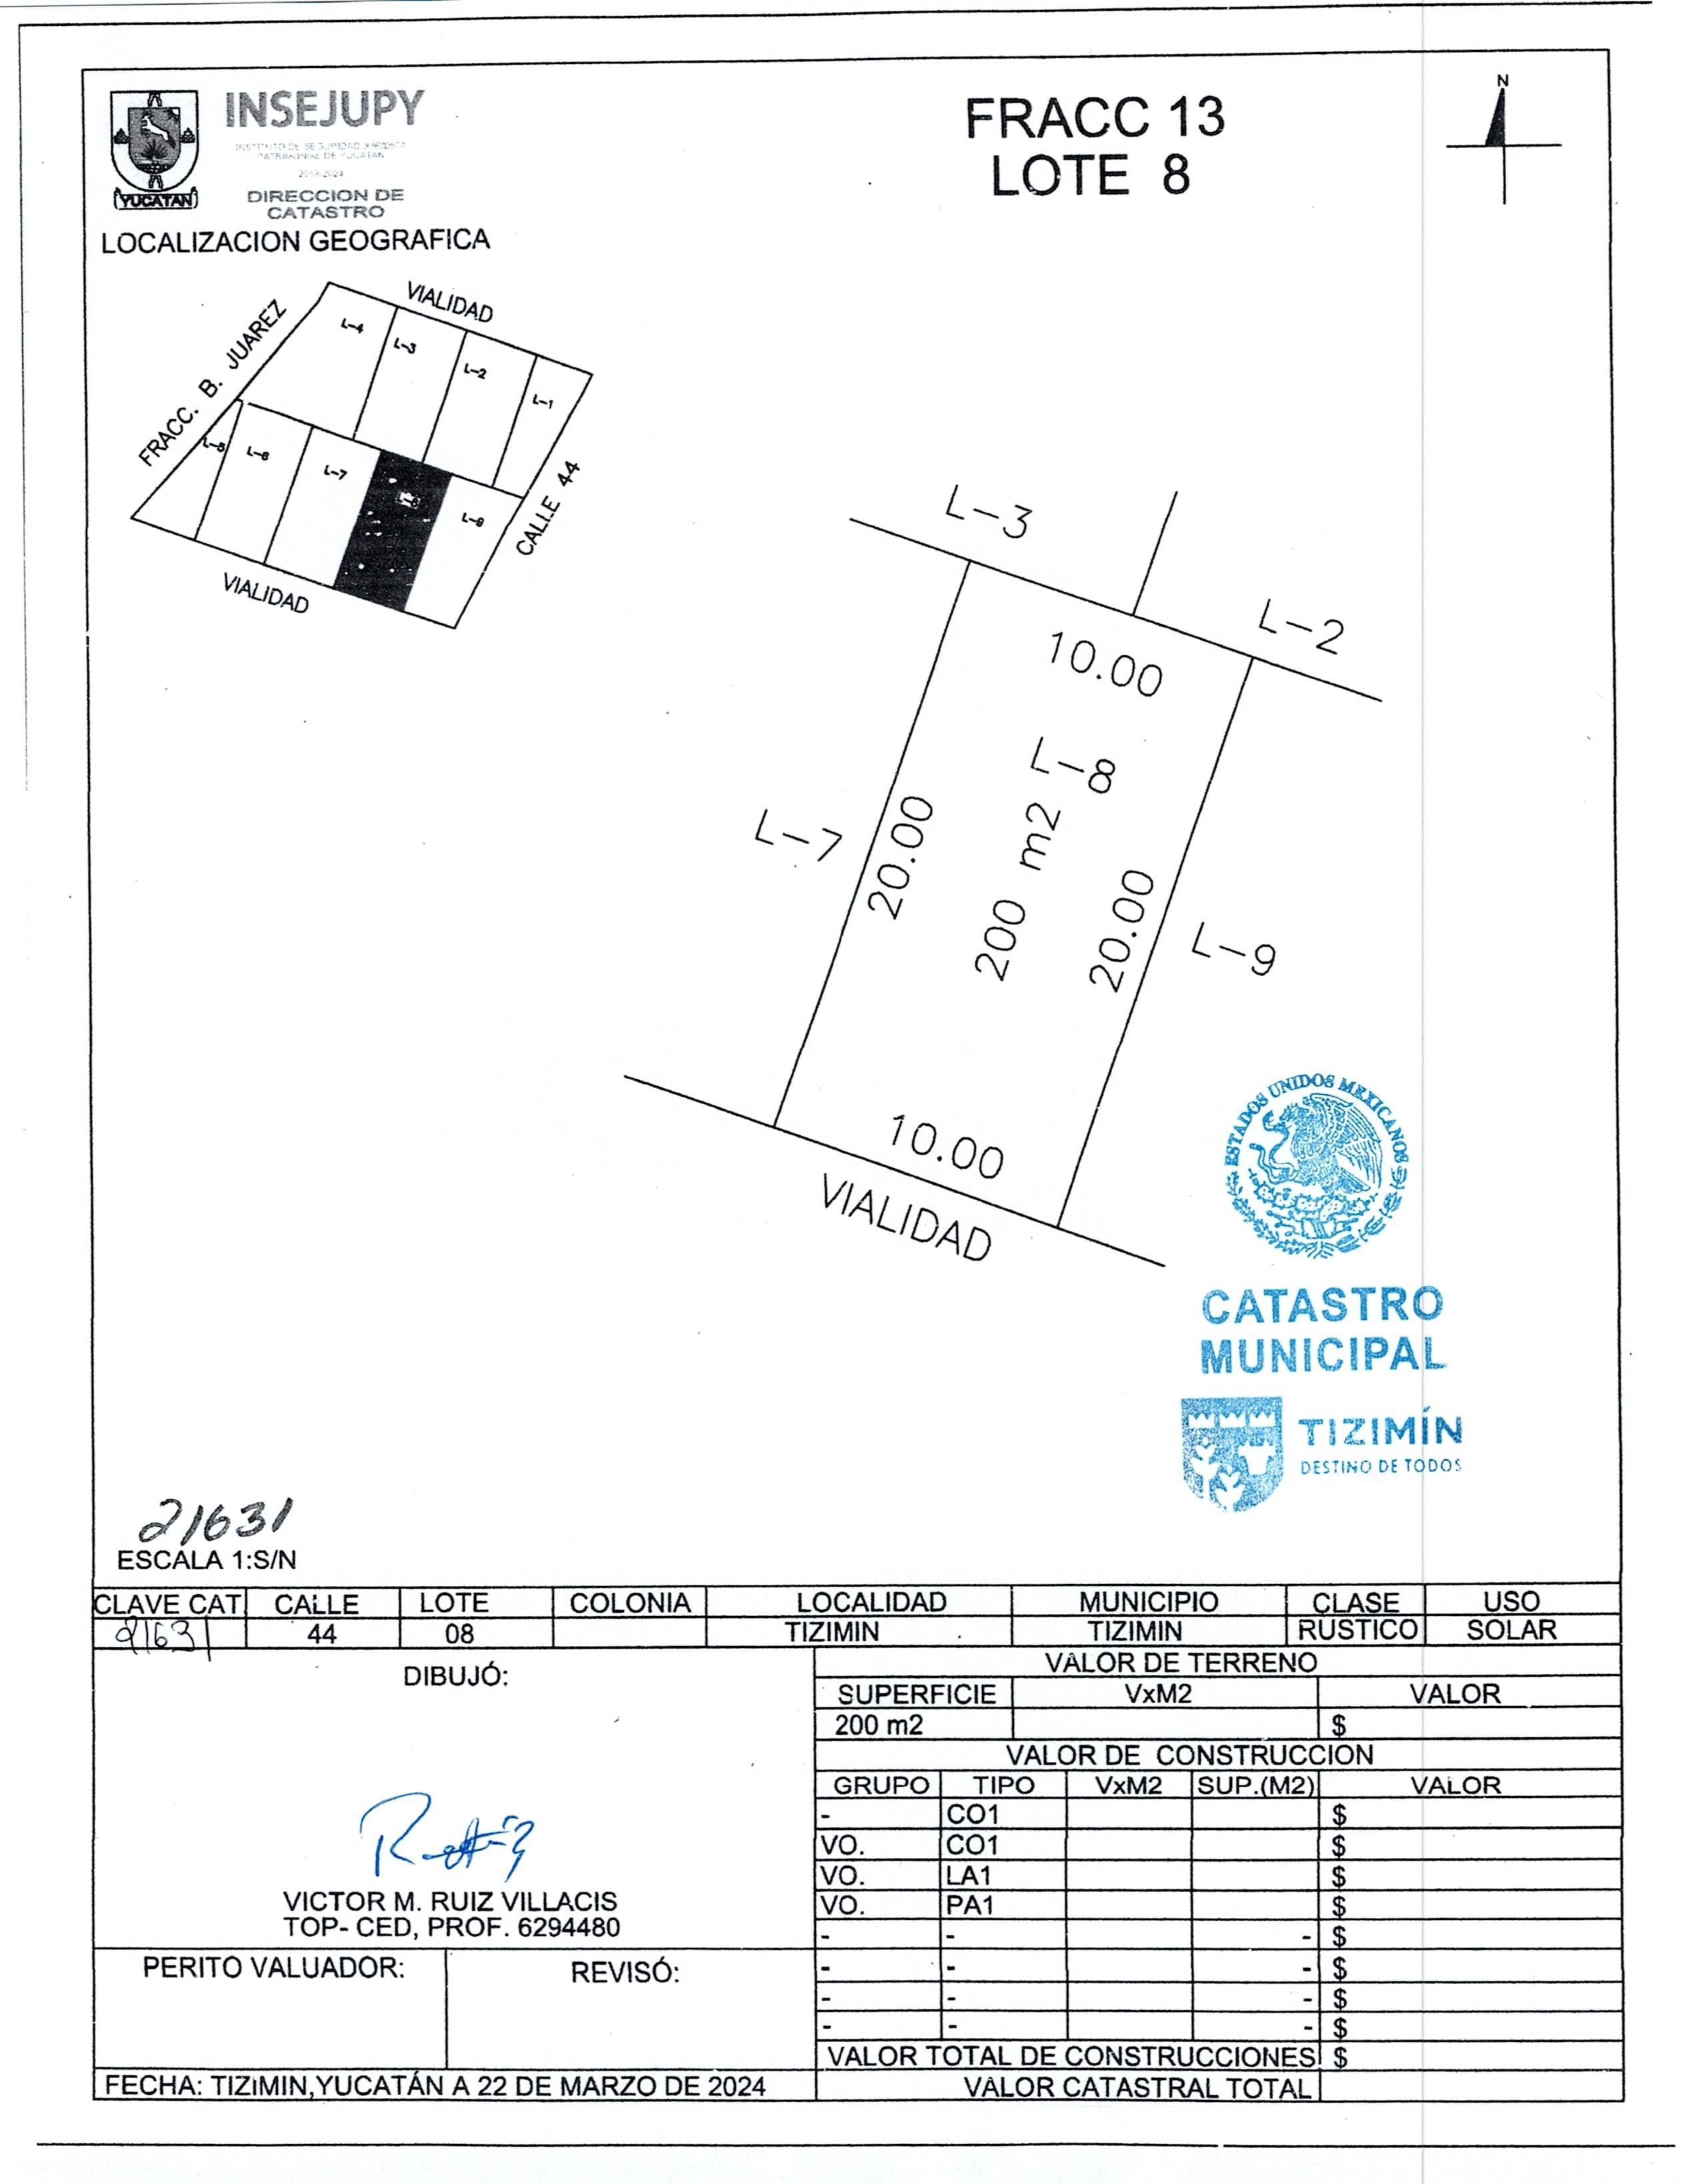 INSEJUPY
INSTITUTO DE SEGURIDAD JURIDICA
PATRIMONIAL DE YUCATAN
2018-2024
DIRECCION DE
CATASTRO
YUCATAN
LOCALIZACION GEOGRAFICA
FRACC 13
LOTE 8
N
VIALIDAD
FRACC. B. JUAREZ
L-4
L-3
L-2
L-1
L-5
L-6
L-7
L-9
CALLE 44
VIALIDAD
L-3
L-2
10.00
L-8
200 m2
L-7
20.00
20.00
L-9
10.00
VIALIDAD
ESTADOS UNIDOS MEXICANOS
CATASTRO
MUNICIPAL
TIZIMÍN
DESTINO DE TODOS
21631
ESCALA 1:S/N
CLAVE CAT CALLE LOTE COLONIA LOCALIDAD MUNICIPIO CLASE USO
21631 44 08 TIZIMIN TIZIMIN RUSTICO SOLAR
DIBUJÓ:
VICTOR M. RUIZ VILLACIS
TOP- CED, PROF. 6294480
PERITO VALUADOR: REVISÓ:
FECHA: TIZIMIN,YUCATÁN A 22 DE MARZO DE 2024
VALOR DE TERRENO
SUPERFICIE VxM2 VALOR
200 m2 $
VALOR DE CONSTRUCCION
GRUPO TIPO VxM2 SUP.(M2) VALOR
- CO1 $
VO. CO1 $
VO. LA1 $
VO. PA1 $
- - - $
- - - $
- - - $
- - - $
VALOR TOTAL DE CONSTRUCCIONES $
VALOR CATASTRAL TOTAL